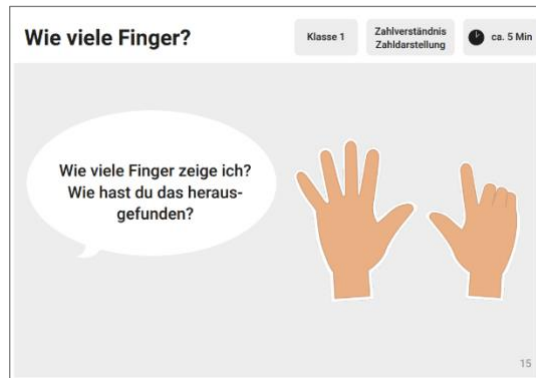 Wie viele Finger?
Klasse 1
Zahlverständnis
Zahldarstellung
ca. 5 Min
Wie viele Finger zeige ich?
Wie hast du das heraus-
gefunden?
15